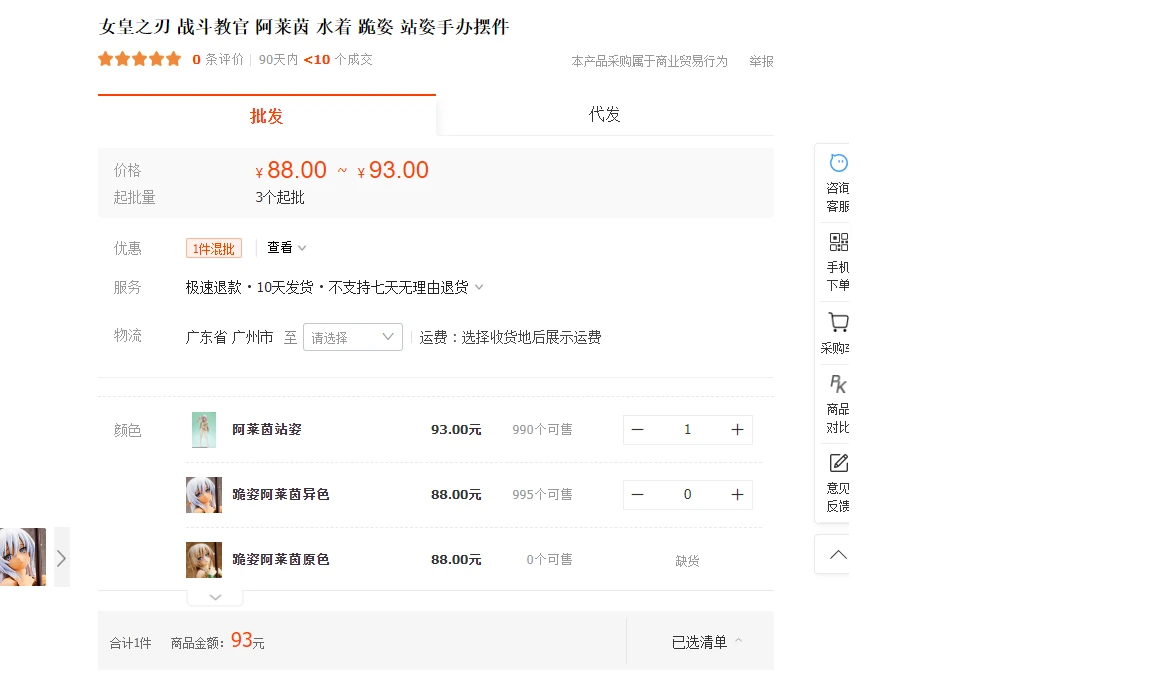 女皇之刃 战斗教官 阿莱茵 水着 跪姿 站姿手办摆件
0 条评价 90天内 <10 个成交
本产品采购属于商业贸易行为 举报
批发 代发
价格 ¥ 88.00 ~ ¥ 93.00
起批量 3个起批
优惠 1件混批 查看
服务 极速退款・10天发货・不支持七天无理由退货
物流 广东省 广州市 至 请选择 运费：选择收货地后展示运费
颜色 阿莱茵站姿 93.00元 990个可售 1
跪姿阿莱茵异色 88.00元 995个可售 0
跪姿阿莱茵原色 88.00元 0个可售 缺货
合计1件 商品金额: 93元 已选清单
咨询
客服
手机
下单
采购
PK
商品
对比
意见
反馈